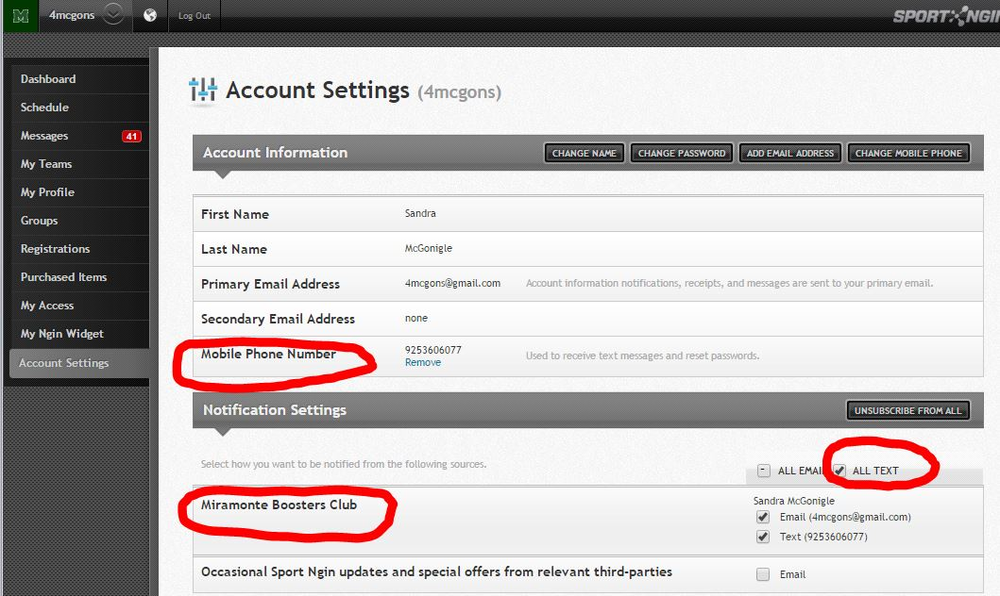 M 4mcgons Log Out SPORT NGIN
Dashboard
Schedule
Messages 41
My Teams
My Profile
Groups
Registrations
Purchased Items
My Access
My Ngin Widget
Account Settings
Account Settings (4mcgons)
Account Information CHANGE NAME CHANGE PASSWORD ADD EMAIL ADDRESS CHANGE MOBILE PHONE
First Name Sandra
Last Name McGonigle
Primary Email Address 4mcgons@gmail.com Account information notifications, receipts, and messages are sent to your primary email.
Secondary Email Address none
Mobile Phone Number 9253606077
Remove
Used to receive text messages and reset passwords.
Notification Settings UNSUBSCRIBE FROM ALL
Select how you want to be notified from the following sources.
ALL EMAIL ALL TEXT
Miramonte Boosters Club
Sandra McGonigle
Email (4mcgons@gmail.com)
Text (9253606077)
Occasional Sport Ngin updates and special offers from relevant third-parties Email